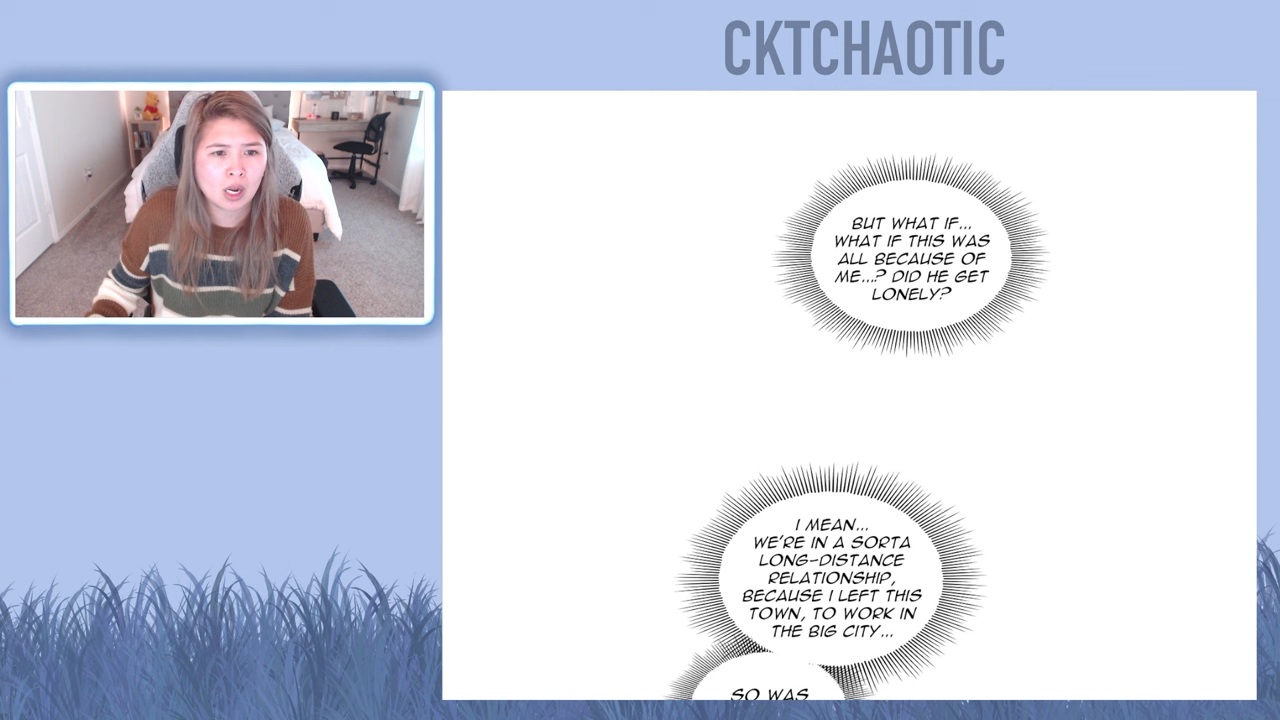 CKTCHAOTIC
BUT WHAT IF...
WHAT IF THIS WAS
ALL BECAUSE OF
ME...? DID HE GET
LONELY?
I MEAN...
WE'RE IN A SORTA
LONG-DISTANCE
RELATIONSHIP,
BECAUSE I LEFT THIS
TOWN, TO WORK IN
THE BIG CITY...
SO WAS